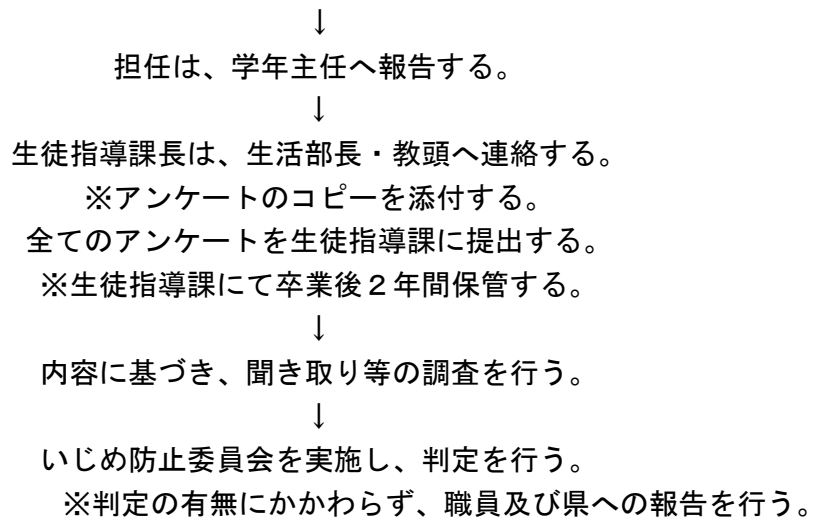 ↓
担任は、学年主任へ報告する。
↓
生徒指導課長は、生活部長・教頭へ連絡する。
※アンケートのコピーを添付する。
全てのアンケートを生徒指導課に提出する。
※生徒指導課にて卒業後２年間保管する。
↓
内容に基づき、聞き取り等の調査を行う。
↓
いじめ防止委員会を実施し、判定を行う。
※判定の有無にかかわらず、職員及び県への報告を行う。